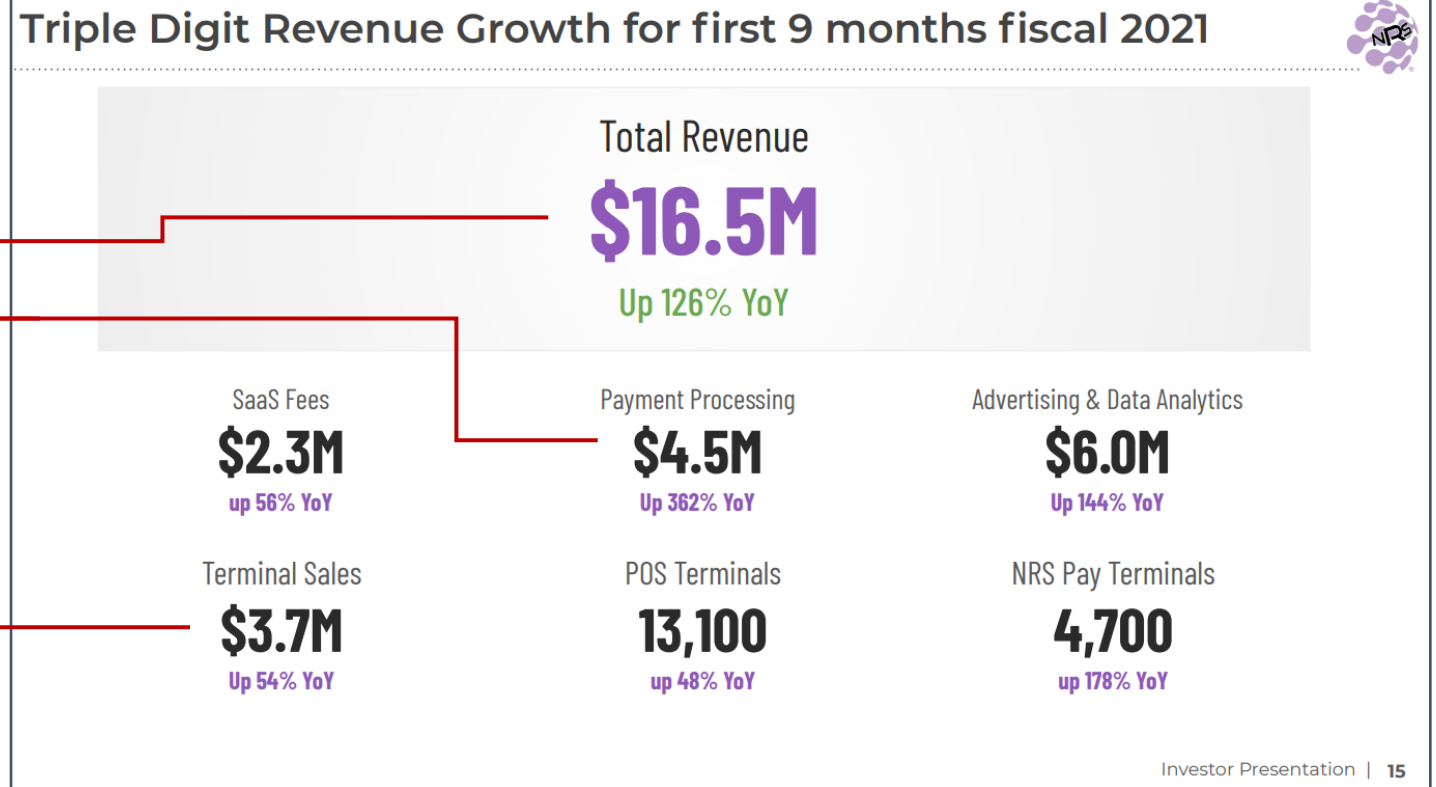 Triple Digit Revenue Growth for first 9 months fiscal 2021
NRS
Total Revenue
$16.5M
Up 126% YoY
SaaS Fees
$2.3M
up 56% YoY
Payment Processing
$4.5M
Up 362% YoY
Advertising & Data Analytics
$6.0M
Up 144% YoY
Terminal Sales
$3.7M
Up 54% YoY
POS Terminals
13,100
up 48% YoY
NRS Pay Terminals
4,700
up 178% YoY
Investor Presentation | 15